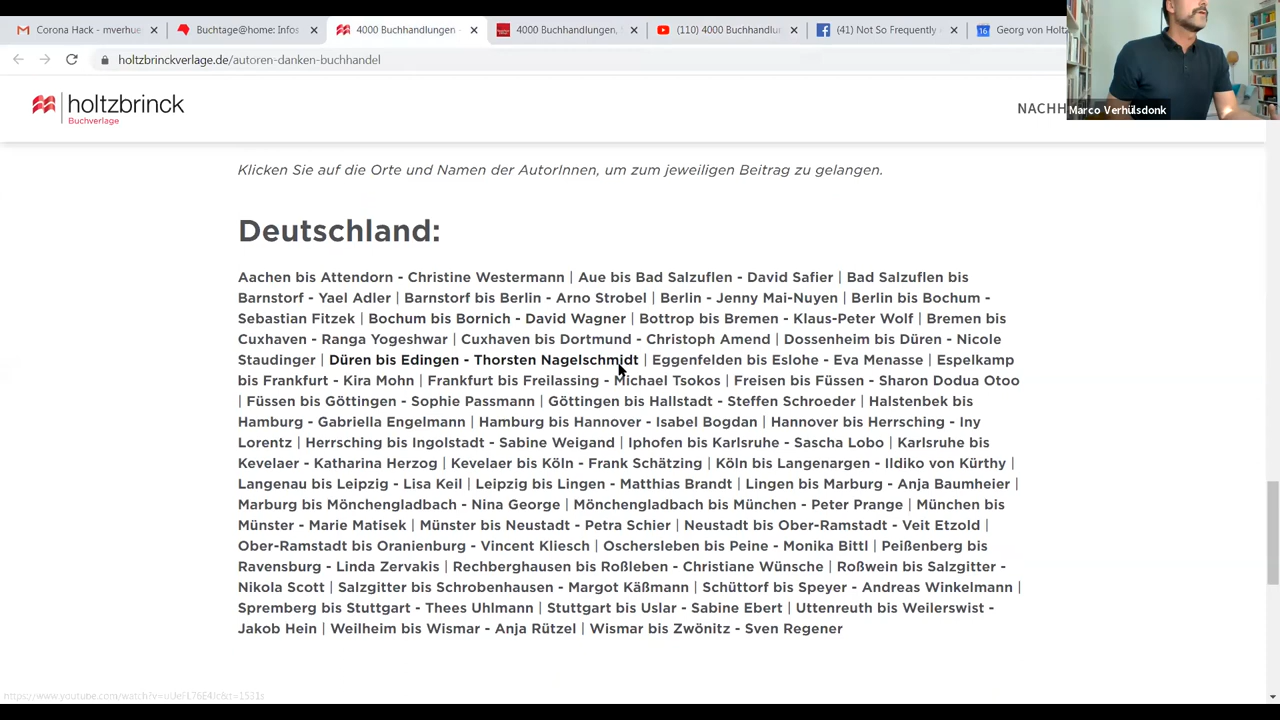 Corona Hack - mverhue
Buchtage@home: Infos
4000 Buchhandlungen -
4000 Buchhandlungen,
(110) 4000 Buchhandlu
(41) Not So Frequently
Georg von Holt
holtzbrinckverlage.de/autoren-danken-buchhandel
holtzbrinck
Buchverlage
NACHH
Marco Verhülsdonk
Klicken Sie auf die Orte und Namen der AutorInnen, um zum jeweiligen Beitrag zu gelangen.
Deutschland:
Aachen bis Attendorn - Christine Westermann | Aue bis Bad Salzuflen - David Safier | Bad Salzuflen bis
Barnstorf - Yael Adler | Barnstorf bis Berlin - Arno Strobel | Berlin - Jenny Mai-Nuyen | Berlin bis Bochum -
Sebastian Fitzek | Bochum bis Bornich - David Wagner | Bottrop bis Bremen - Klaus-Peter Wolf | Bremen bis
Cuxhaven - Ranga Yogeshwar | Cuxhaven bis Dortmund - Christoph Amend | Dossenheim bis Düren - Nicole
Staudinger | Düren bis Edingen - Thorsten Nagelschmidt | Eggenfelden bis Eslohe - Eva Menasse | Espelkamp
bis Frankfurt - Kira Mohn | Frankfurt bis Freilassing - Michael Tsokos | Freisen bis Füssen - Sharon Dodua Otoo
| Füssen bis Göttingen - Sophie Passmann | Göttingen bis Hallstadt - Steffen Schroeder | Halstenbek bis
Hamburg - Gabriella Engelmann | Hamburg bis Hannover - Isabel Bogdan | Hannover bis Herrsching - Iny
Lorentz | Herrsching bis Ingolstadt - Sabine Weigand | Iphofen bis Karlsruhe - Sascha Lobo | Karlsruhe bis
Kevelaer - Katharina Herzog | Kevelaer bis Köln - Frank Schätzing | Köln bis Langenargen - Ildiko von Kürthy |
Langenau bis Leipzig - Lisa Keil | Leipzig bis Lingen - Matthias Brandt | Lingen bis Marburg - Anja Baumheier |
Marburg bis Mönchengladbach - Nina George | Mönchengladbach bis München - Peter Prange | München bis
Münster - Marie Matisek | Münster bis Neustadt - Petra Schier | Neustadt bis Ober-Ramstadt - Veit Etzold |
Ober-Ramstadt bis Oranienburg - Vincent Kliesch | Oschersleben bis Peine - Monika Bittl | Peißenberg bis
Ravensburg - Linda Zervakis | Rechberghausen bis Roßleben - Christiane Wünsche | Roßwein bis Salzgitter -
Nikola Scott | Salzgitter bis Schrobenhausen - Margot Käßmann | Schüttorf bis Speyer - Andreas Winkelmann |
Spremberg bis Stuttgart - Thees Uhlmann | Stuttgart bis Uslar - Sabine Ebert | Uttenreuth bis Weilerswist -
Jakob Hein | Weilheim bis Wismar - Anja Rützel | Wismar bis Zwönitz - Sven Regener